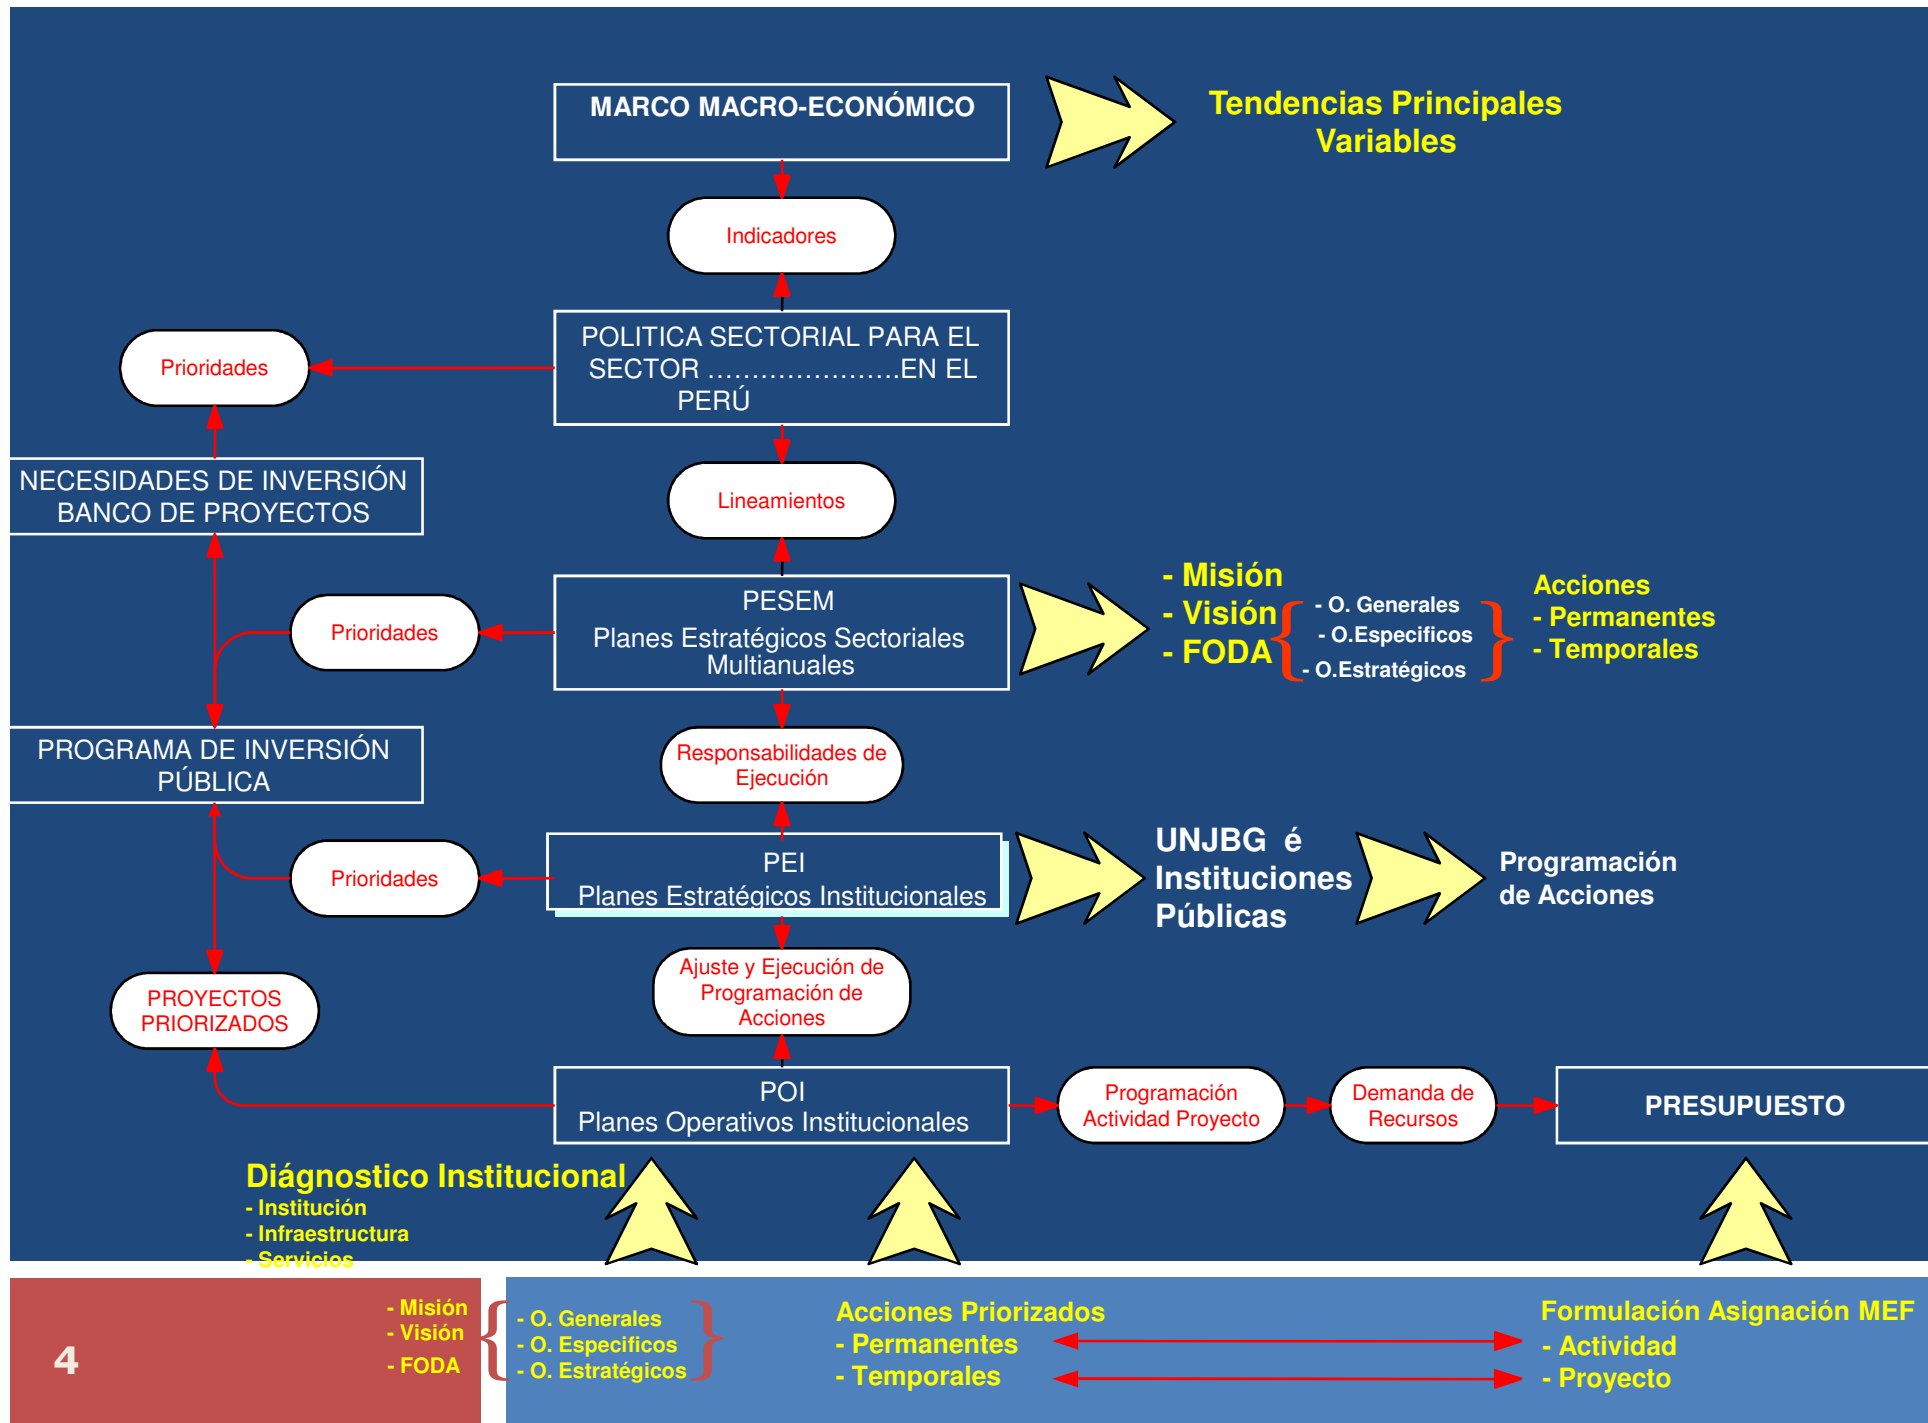 MARCO MACRO-ECONÓMICO
Tendencias Principales
Variables
Indicadores
POLITICA SECTORIAL PARA EL
SECTOR ………………….EN EL
PERÚ
Prioridades
NECESIDADES DE INVERSIÓN
BANCO DE PROYECTOS
Lineamientos
PESEM
Planes Estratégicos Sectoriales
Multianuales
Prioridades
- Misión
- Visión
- FODA
- O. Generales
- O.Especificos
- O.Estratégicos
Acciones
- Permanentes
- Temporales
PROGRAMA DE INVERSIÓN
PÚBLICA
Responsabilidades de
Ejecución
PEI
Planes Estratégicos Institucionales
Prioridades
UNJBG é
Instituciones
Públicas
Programación
de Acciones
PROYECTOS
PRIORIZADOS
Ajuste y Ejecución de
Programación de
Acciones
POI
Planes Operativos Institucionales
Programación
Actividad Proyecto
Demanda de
Recursos
PRESUPUESTO
Diágnostico Institucional
- Institución
- Infraestructura
- Servicios
- Misión
- Visión
- FODA
- O. Generales
- O. Especificos
- O. Estratégicos
Acciones Priorizados
- Permanentes
- Temporales
Formulación Asignación MEF
- Actividad
- Proyecto
4